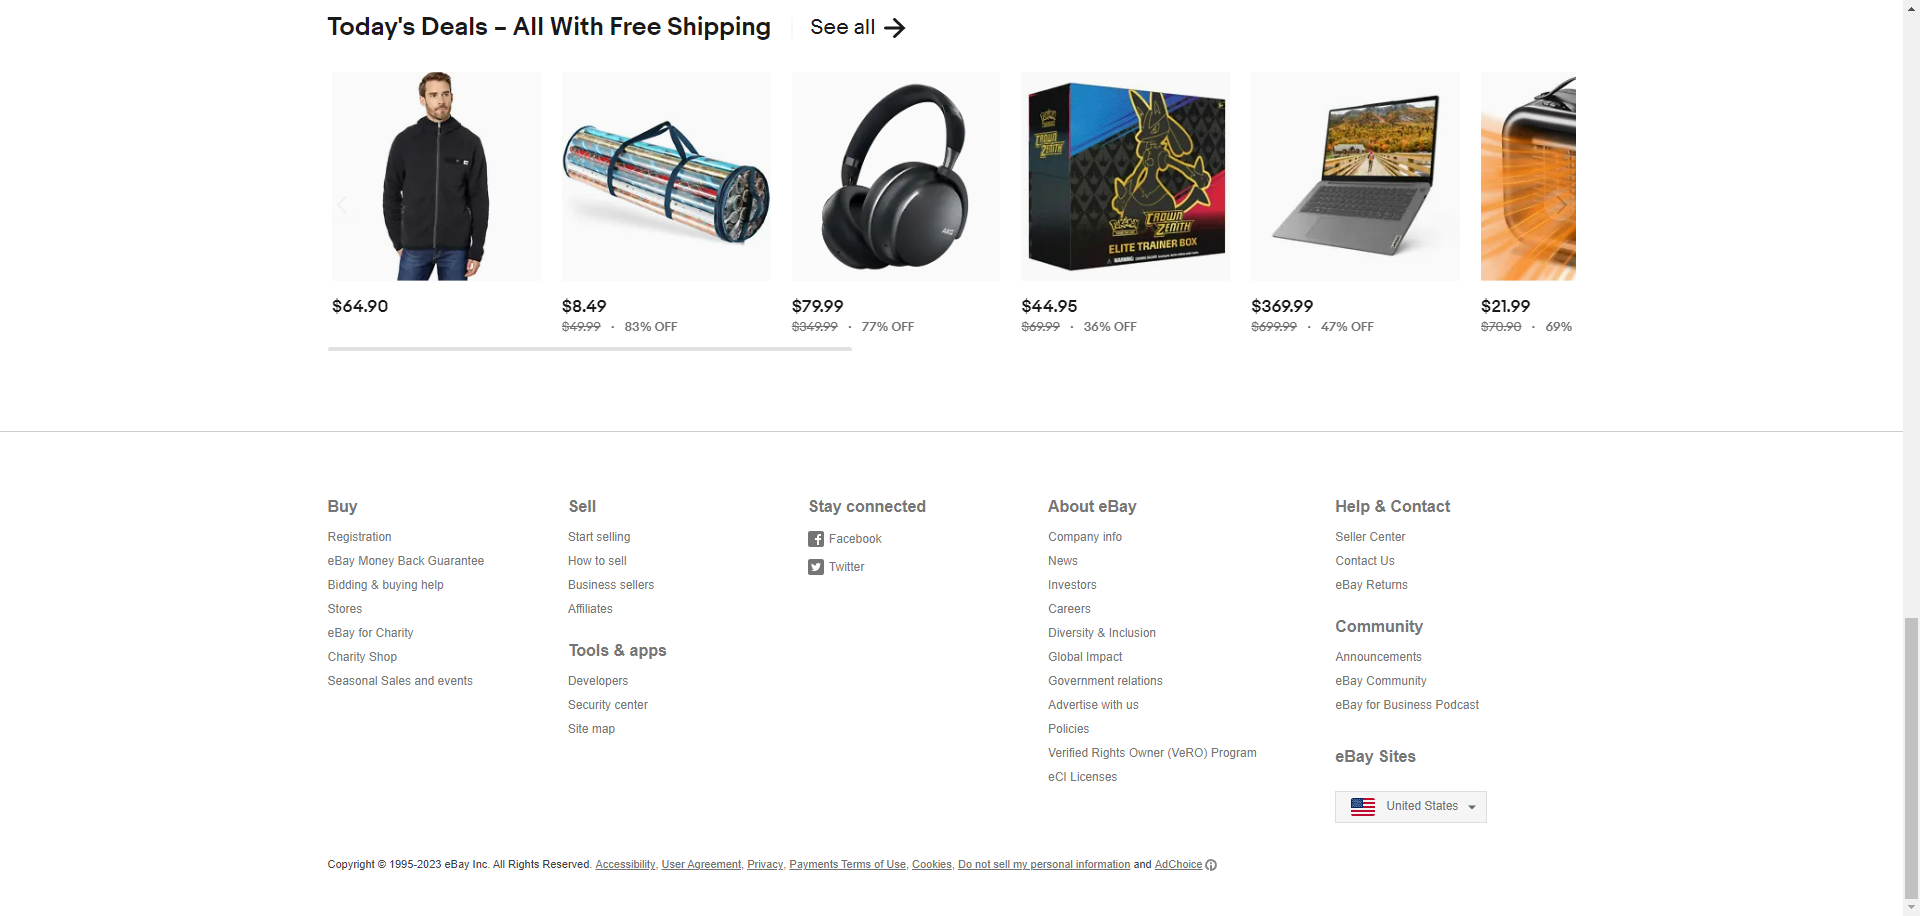 Today's Deals – All With Free Shipping
See all
AKG
Pokémon
CROWN ZENITH
Pokémon
CROWN ZENITH
ELITE TRAINER BOX
Lenovo
$64.90
$8.49
$49.99 · 83% OFF
$79.99
$349.99 · 77% OFF
$44.95
$69.99 · 36% OFF
$369.99
$699.99 · 47% OFF
$21.99
$70.90 · 69%
Buy
Registration
eBay Money Back Guarantee
Bidding & buying help
Stores
eBay for Charity
Charity Shop
Seasonal Sales and events
Sell
Start selling
How to sell
Business sellers
Affiliates
Tools & apps
Developers
Security center
Site map
Stay connected
Facebook
Twitter
About eBay
Company info
News
Investors
Careers
Diversity & Inclusion
Global Impact
Government relations
Advertise with us
Policies
Verified Rights Owner (VeRO) Program
eCI Licenses
Help & Contact
Seller Center
Contact Us
eBay Returns
Community
Announcements
eBay Community
eBay for Business Podcast
eBay Sites
United States
Copyright © 1995-2023 eBay Inc. All Rights Reserved. Accessibility, User Agreement, Privacy, Payments Terms of Use, Cookies, Do not sell my personal information and AdChoice